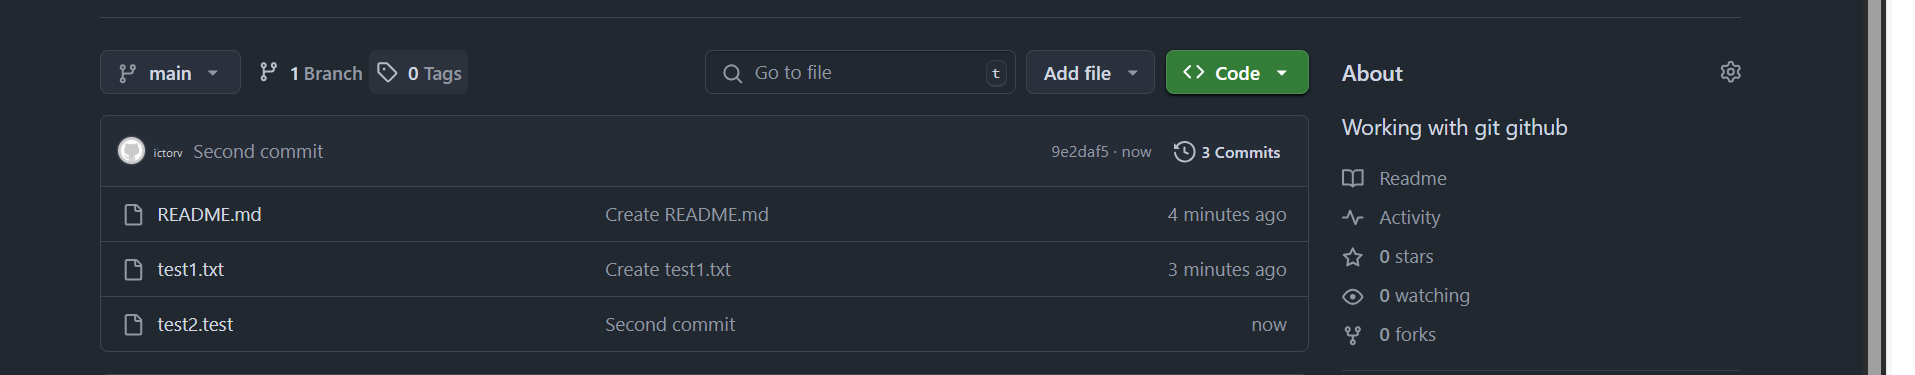 main 1 Branch 0 Tags Go to file t Add file Code
ictorv Second commit 9e2daf5 · now 3 Commits
README.md Create README.md 4 minutes ago
test1.txt Create test1.txt 3 minutes ago
test2.test Second commit now
About
Working with git github
Readme
Activity
0 stars
0 watching
0 forks